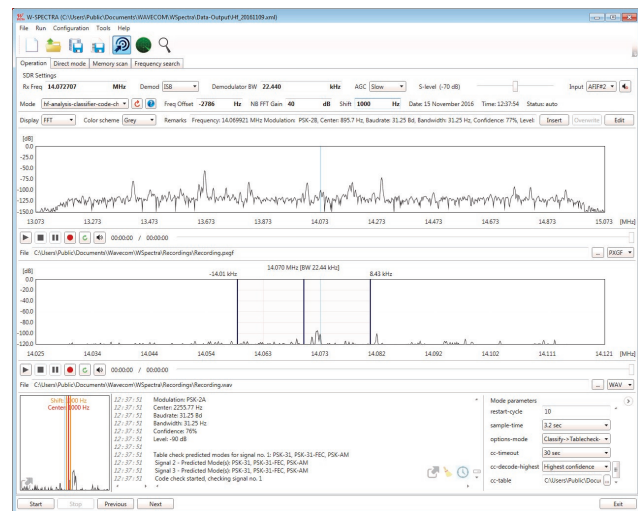 W-SPECTRA (C:\Users\Public\Documents\WAVECOM\WSpectra\Data-Output\Hf_20161109.xml)
File Run Configuration Tools Help
Operation Direct mode Memory scan Frequency search
SDR Settings
Rx Freq 14.072707 MHz Demod ISB Demodulator BW 22.440 kHz AGC Slow S-level (-70 dB) Input AFIF#2
Mode hf-analysis-classifier-code-ch Freq Offset -2786 Hz NB FFT Gain 40 dB Shift 1000 Hz Date: 15 November 2016 Time: 12:37:54 Status: auto
Display FFT Color scheme Grey Remarks Frequency: 14.069921 MHz Modulation: PSK-2B, Center: 895.7 Hz, Baudrate: 31.25 Bd, Bandwidth: 31.25 Hz, Confidence: 77%, Level: Insert Overwrite Edit
[dB]
0.0
-25.0
-50.0
-75.0
-100.0
-125.0
-150.0
13.073 13.273 13.473 13.673 13.873 14.073 14.273 14.473 14.673 14.873 15.073 [MHz]
00:00:00 / 00:00:00
File C:\Users\Public\Documents\Wavecom\WSpectra\Recordings\Recording.pxgf ... PXGF
[dB] 14.070 MHz [BW 22.44 kHz]
-14.01 kHz 8.43 kHz
0.0
-20.0
-40.0
-60.0
-80.0
-100.0
-120.0
14.025 14.034 14.044 14.054 14.063 14.073 14.082 14.092 14.102 14.111 14.121 [MHz]
00:00:00 / 00:00:00
File C:\Users\Public\Documents\Wavecom\WSpectra\Recordings\Recording.wav ... WAV
12:37:51 Modulation: PSK-2A
12:37:51 Center: 2255.77 Hz
12:37:51 Baudrate: 31.25 Bd
12:37:51 Bandwidth: 31.25 Hz
12:37:51 Confidence: 76%
12:37:51 Level: -90 dB
12:37:51
12:37:51 Table check predicted modes for signal no. 1: PSK-31, PSK-31-FEC, PSK-AM
12:37:51 Signal 2 - Predicted Mode(s): PSK-31, PSK-31-FEC, PSK-AM
12:37:51 Signal 3 - Predicted Mode(s): PSK-31, PSK-31-FEC, PSK-AM
12:37:51 Code check started, checking signal no. 1
Mode parameters
restart-cycle 10
sample-time 3.2 sec
options-mode Classify->Tablecheck-
cc-timeout 30 sec
cc-decode-highest Highest confidence
cc-table C:\Users\Public\Docu ...
Start Stop Previous Next Exit